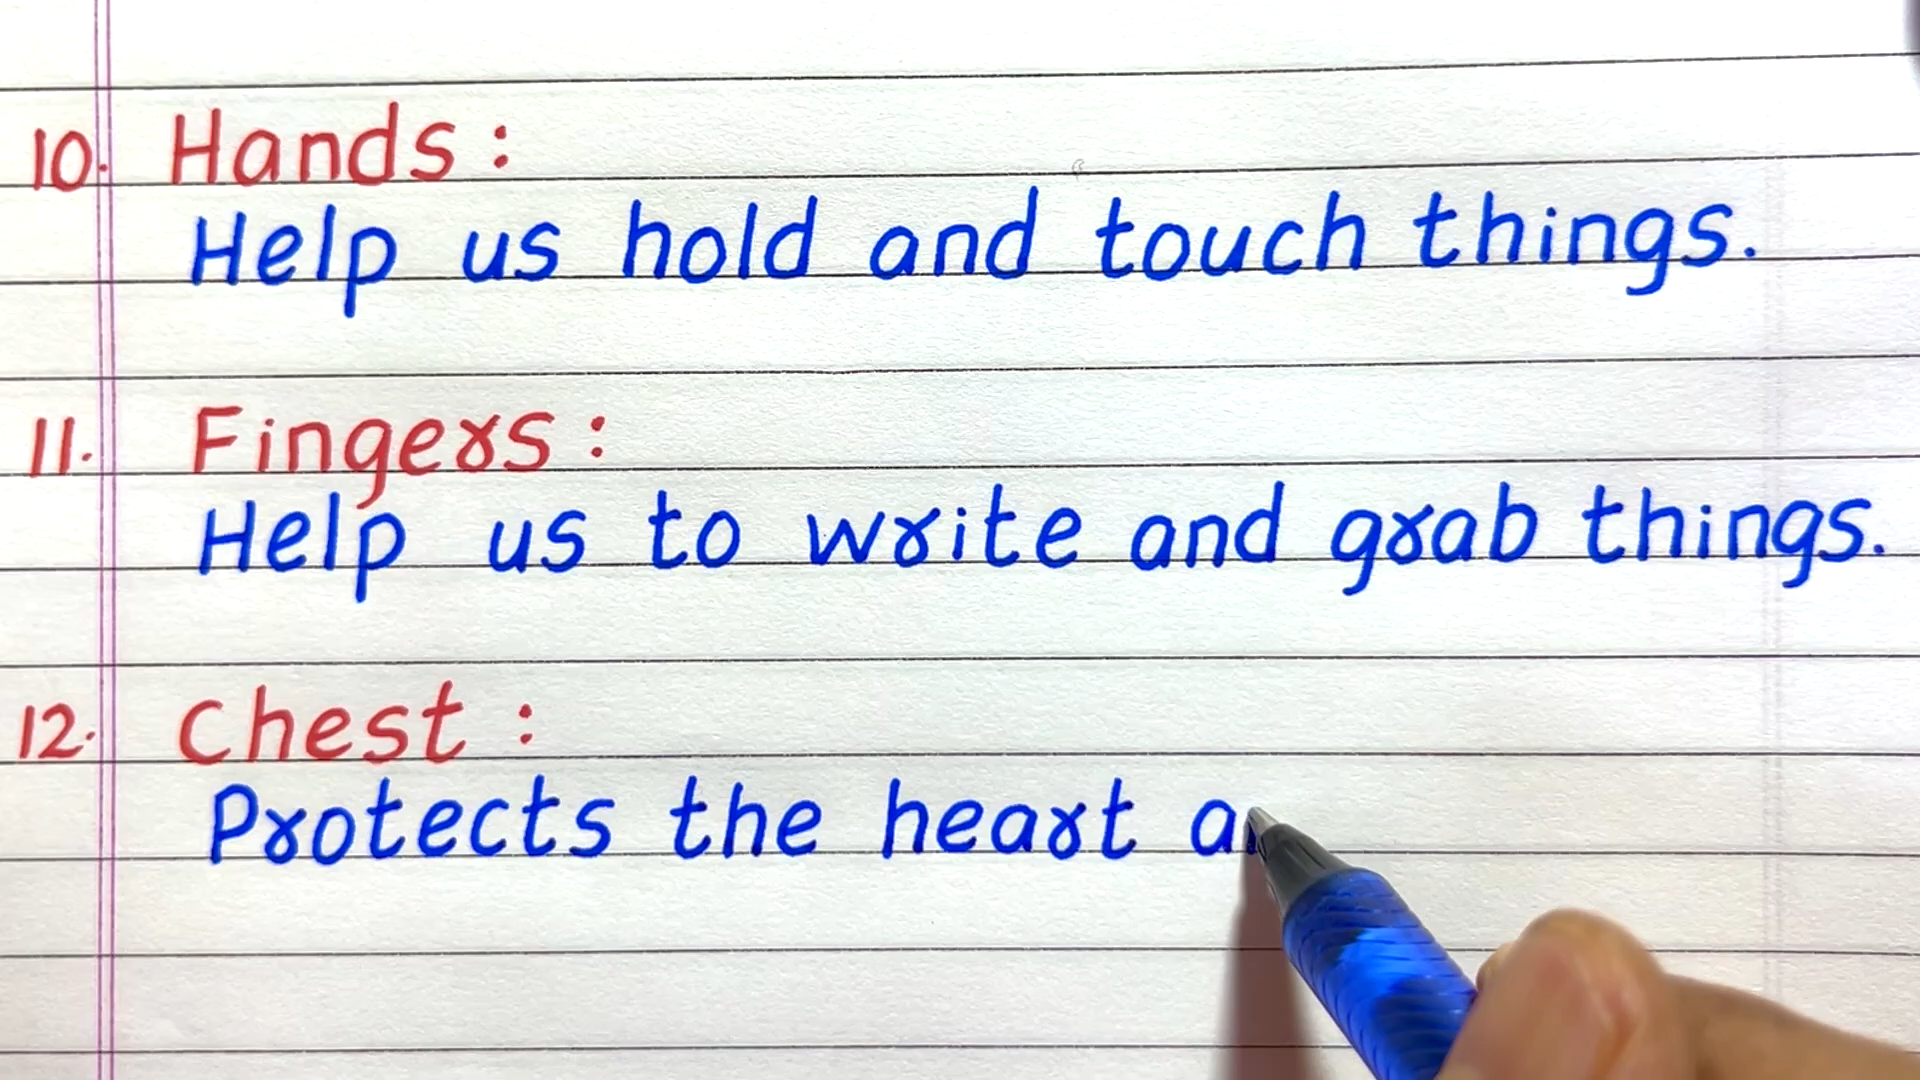 10. Hands :
Help us hold and touch things.
11. Fingers :
Help us to write and grab things.
12. Chest :
Protects the heart